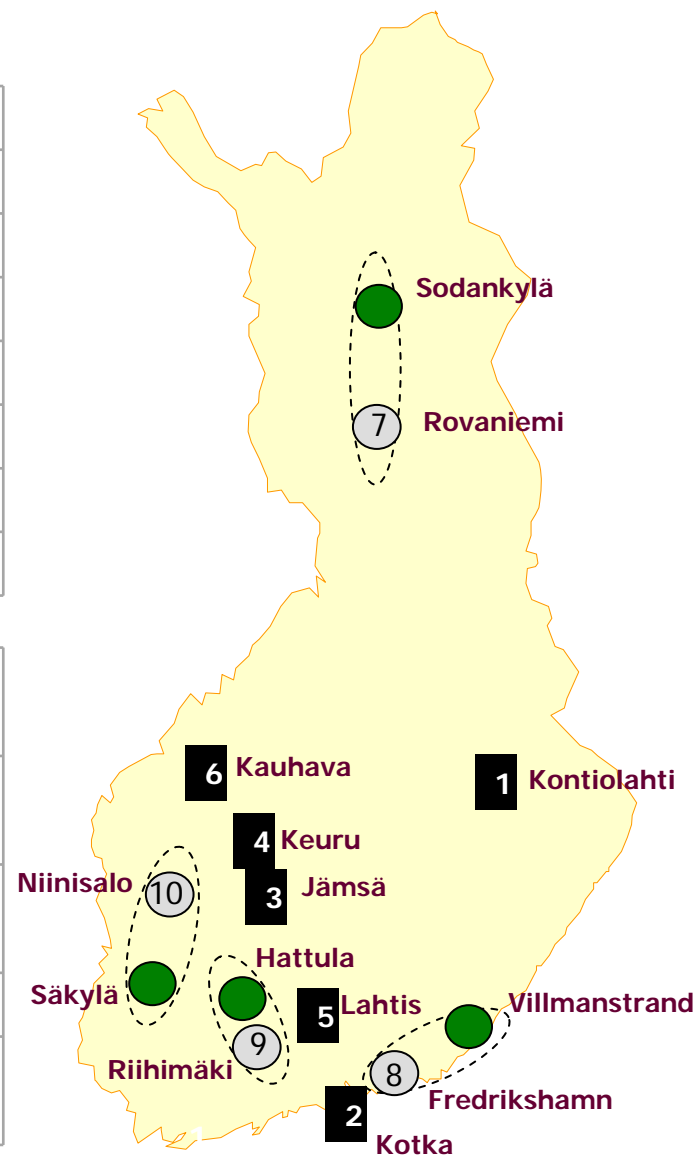 Sodankylä
7 Rovaniemi
6 Kauhava
1 Kontiolahti
4 Keuru
Niinisalo 10
3 Jämsä
Hattula
Säkylä
5 Lahtis
Villmanstrand
Riihimäki 9
8
Fredrikshamn
2
Kotka